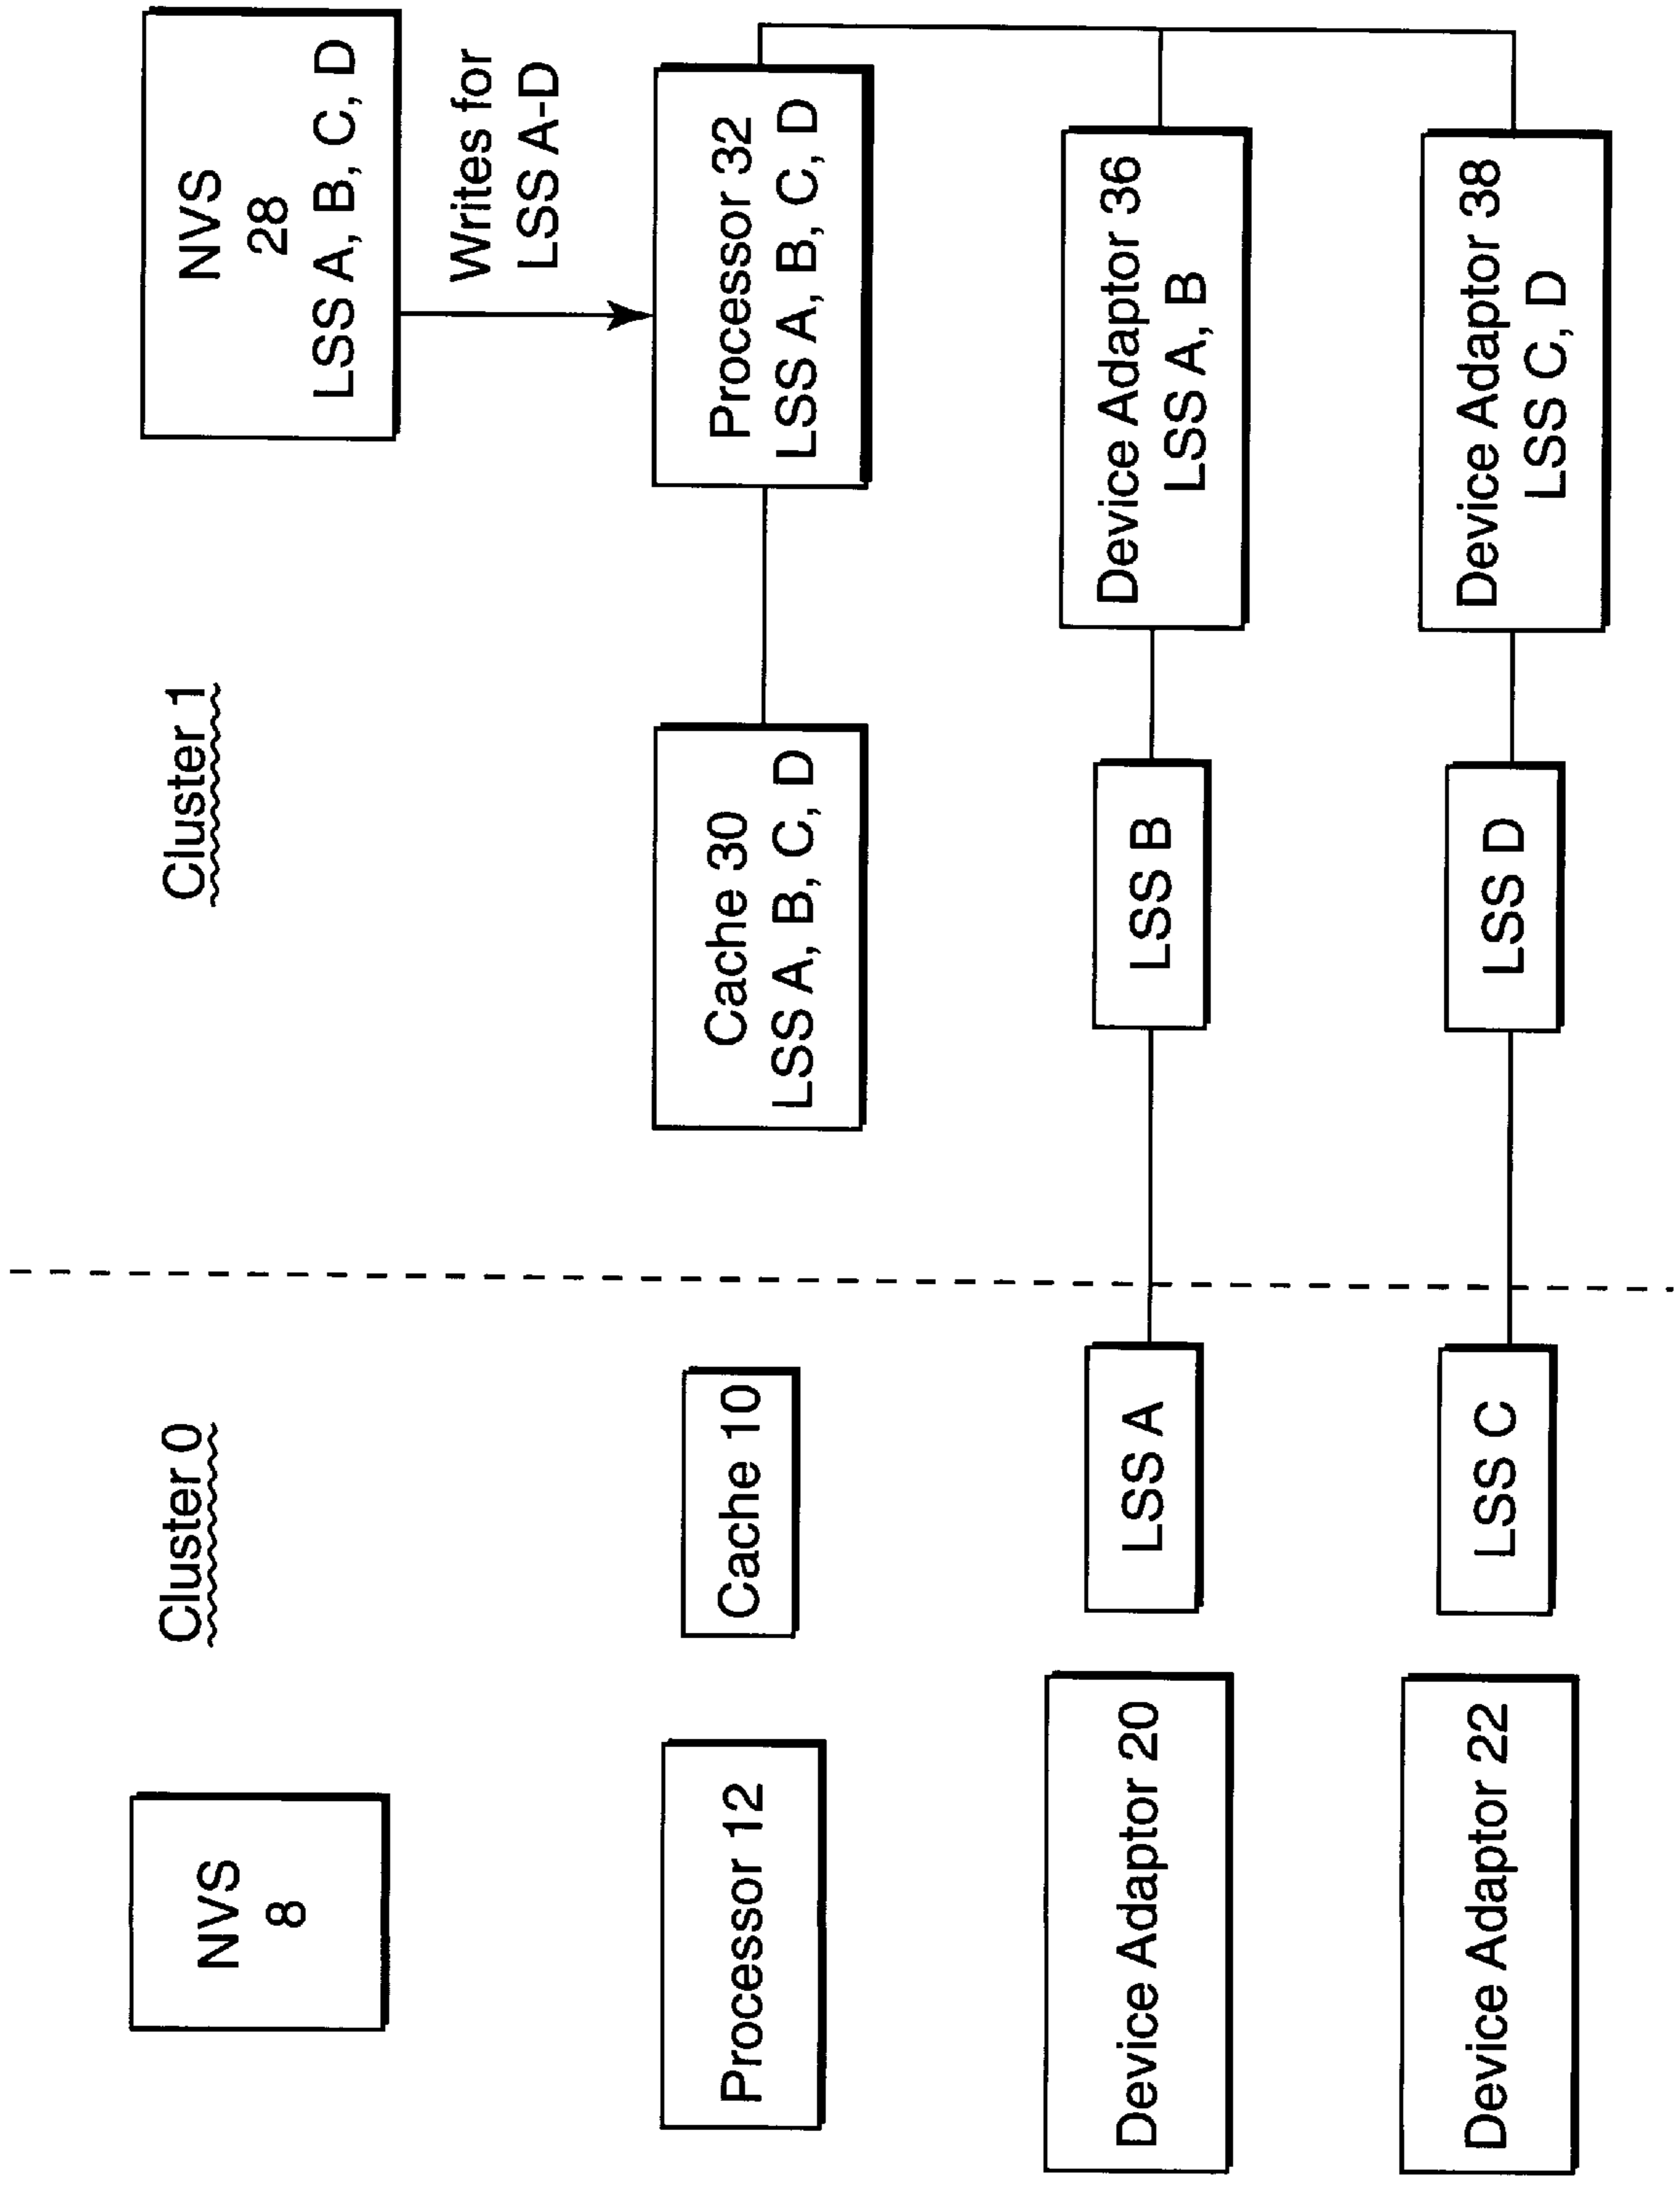 Cluster 0
Cluster 1
NVS
8
NVS
28
LSS A, B, C, D
Writes for
LSS A-D
Processor 12
Cache 10
Cache 30
LSS A, B, C, D
Processor 32
LSS A, B, C, D
Device Adaptor 20
LSS A
LSS B
Device Adaptor 36
LSS A, B
Device Adaptor 22
LSS C
LSS D
Device Adaptor 38
LSS C, D